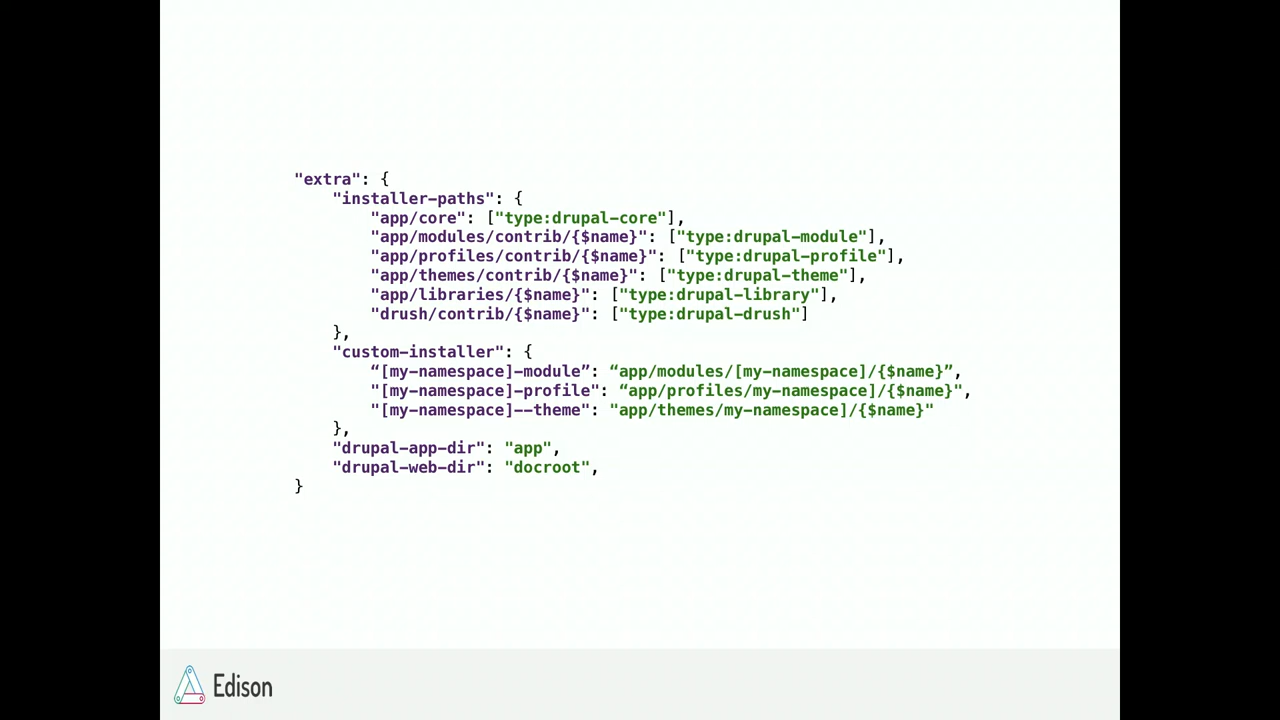 "extra": {
"installer-paths": {
"app/core": ["type:drupal-core"],
"app/modules/contrib/{$name}": ["type:drupal-module"],
"app/profiles/contrib/{$name}": ["type:drupal-profile"],
"app/themes/contrib/{$name}": ["type:drupal-theme"],
"app/libraries/{$name}": ["type:drupal-library"],
"drush/contrib/{$name}": ["type:drupal-drush"]
},
"custom-installer": {
“[my-namespace]-module”: “app/modules/[my-namespace]/{$name}”,
"[my-namespace]-profile": “app/profiles/my-namespace]/{$name}",
"[my-namespace]--theme": "app/themes/my-namespace]/{$name}"
},
"drupal-app-dir": "app",
"drupal-web-dir": "docroot",
}
Edison